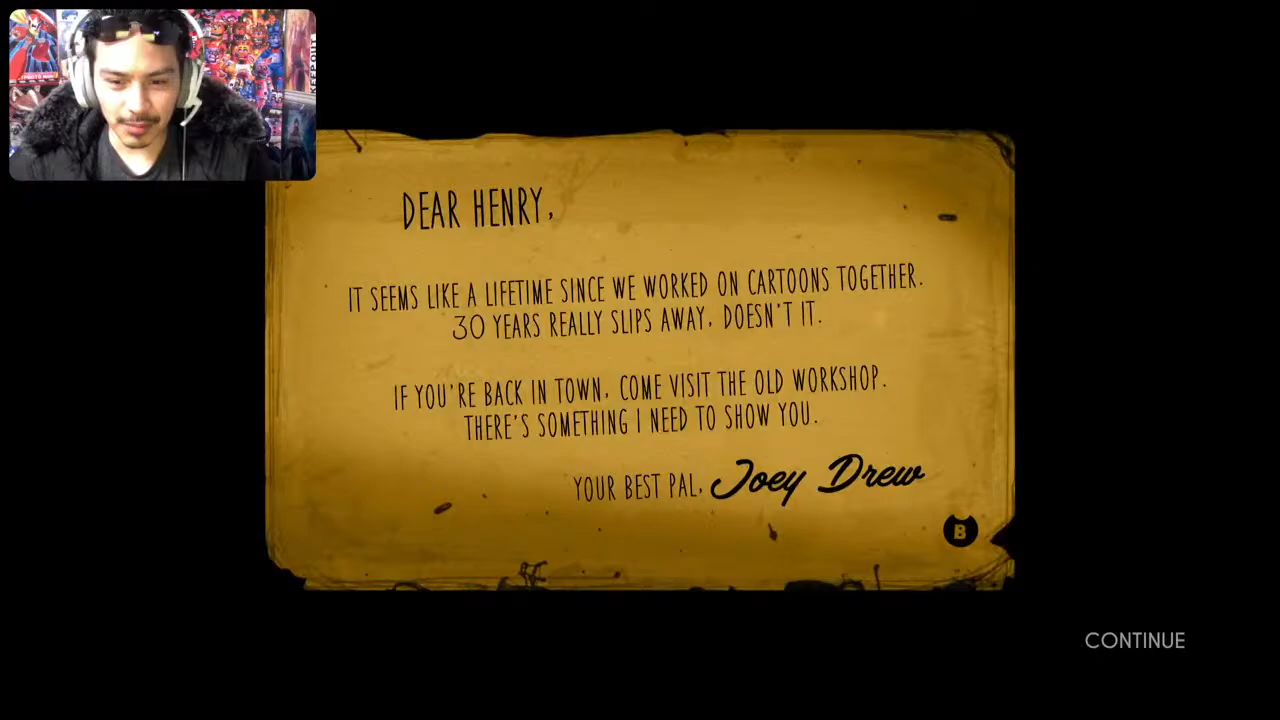 KEEP OUT
DEAR HENRY,
IT SEEMS LIKE A LIFETIME SINCE WE WORKED ON CARTOONS TOGETHER.
30 YEARS REALLY SLIPS AWAY, DOESN'T IT.
IF YOU'RE BACK IN TOWN, COME VISIT THE OLD WORKSHOP.
THERE'S SOMETHING I NEED TO SHOW YOU.
YOUR BEST PAL, Joey Drew
B
CONTINUE